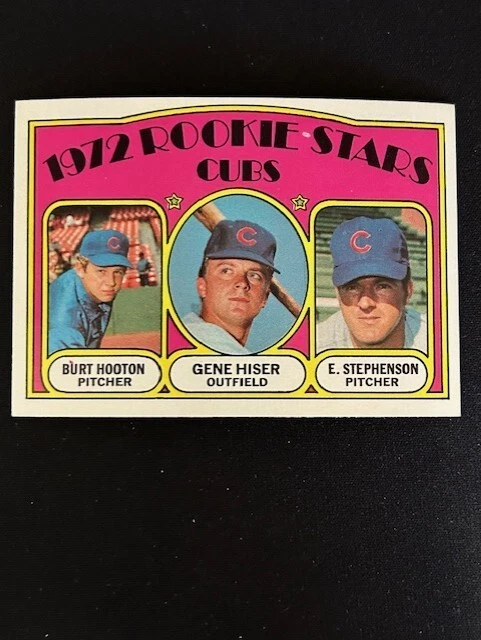 1972 ROOKIE STARS
CUBS
C
C
C
BURT HOOTON
PITCHER
GENE HISER
OUTFIELD
E. STEPHENSON
PITCHER